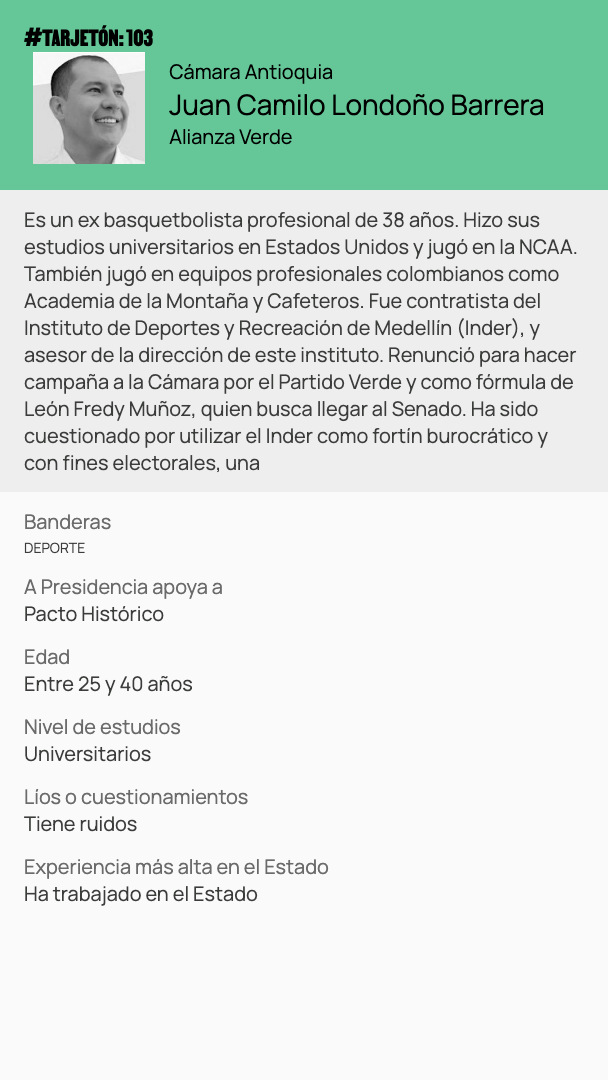 #TARJETÓN: 103
Cámara Antioquia
Juan Camilo Londoño Barrera
Alianza Verde
Es un ex basquetbolista profesional de 38 años. Hizo sus
estudios universitarios en Estados Unidos y jugó en la NCAA.
También jugó en equipos profesionales colombianos como
Academia de la Montaña y Cafeteros. Fue contratista del
Instituto de Deportes y Recreación de Medellín (Inder), y
asesor de la dirección de este instituto. Renunció para hacer
campaña a la Cámara por el Partido Verde y como fórmula de
León Fredy Muñoz, quien busca llegar al Senado. Ha sido
cuestionado por utilizar el Inder como fortín burocrático y
con fines electorales, una
Banderas
DEPORTE
A Presidencia apoya a
Pacto Histórico
Edad
Entre 25 y 40 años
Nivel de estudios
Universitarios
Líos o cuestionamientos
Tiene ruidos
Experiencia más alta en el Estado
Ha trabajado en el Estado